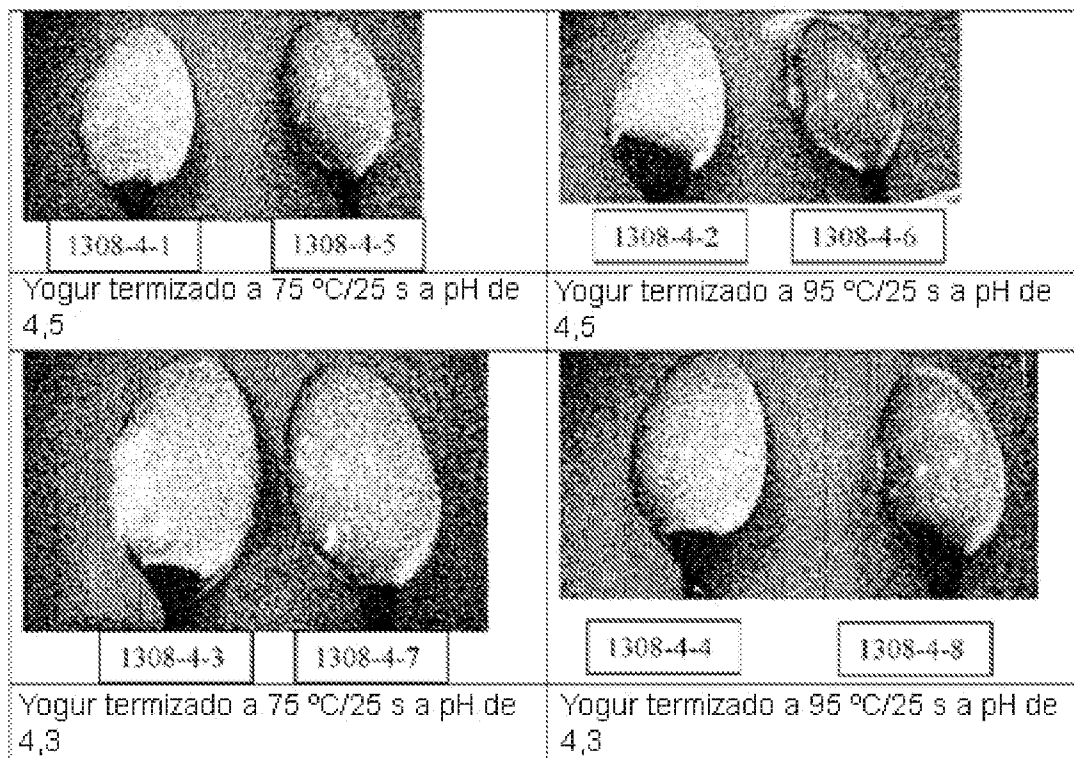 1308-4-1 1308-4-5
Yogur termizado a 75 ºC/25 s a pH de
4,5
1308-4-2 1308-4-6
Yogur termizado a 95 ºC/25 s a pH de
4,5
1308-4-3 1308-4-7
Yogur termizado a 75 ºC/25 s a pH de
4,3
1308-4-4 1308-4-8
Yogur termizado a 95 ºC/25 s a pH de
4,3